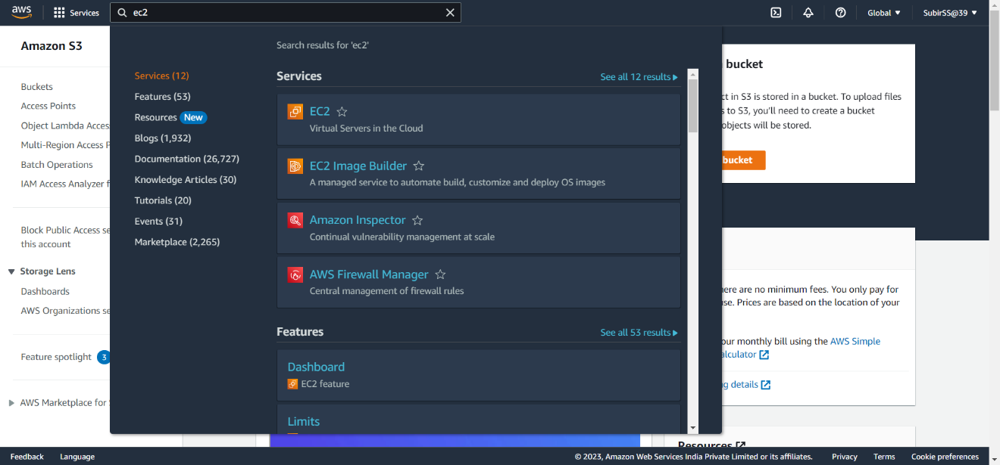 aws
Services
ec2
Global ▼
SubirSS@39 ▼
Amazon S3
Buckets
Access Points
Object Lambda Acces
Multi-Region Access P
Batch Operations
IAM Access Analyzer f
Block Public Access se
this account
Storage Lens
Dashboards
AWS Organizations se
Feature spotlight 3
AWS Marketplace for S
Search results for 'ec2'
Services (12)
Features (53)
Resources New
Blogs (1,932)
Documentation (26,727)
Knowledge Articles (30)
Tutorials (20)
Events (31)
Marketplace (2,265)
Services
See all 12 results
EC2
Virtual Servers in the Cloud
EC2 Image Builder
A managed service to automate build, customize and deploy OS images
Amazon Inspector
Continual vulnerability management at scale
AWS Firewall Manager
Central management of firewall rules
Features
See all 53 results
Dashboard
EC2 feature
Limits
bucket
ct in S3 is stored in a bucket. To upload files
s to S3, you'll need to create a bucket
objects will be stored.
bucket
here are no minimum fees. You only pay for
use. Prices are based on the location of your
our monthly bill using the AWS Simple
alculator
g details
Resources
Feedback
Language
© 2023, Amazon Web Services India Private Limited or its affiliates.
Privacy
Terms
Cookie preferences